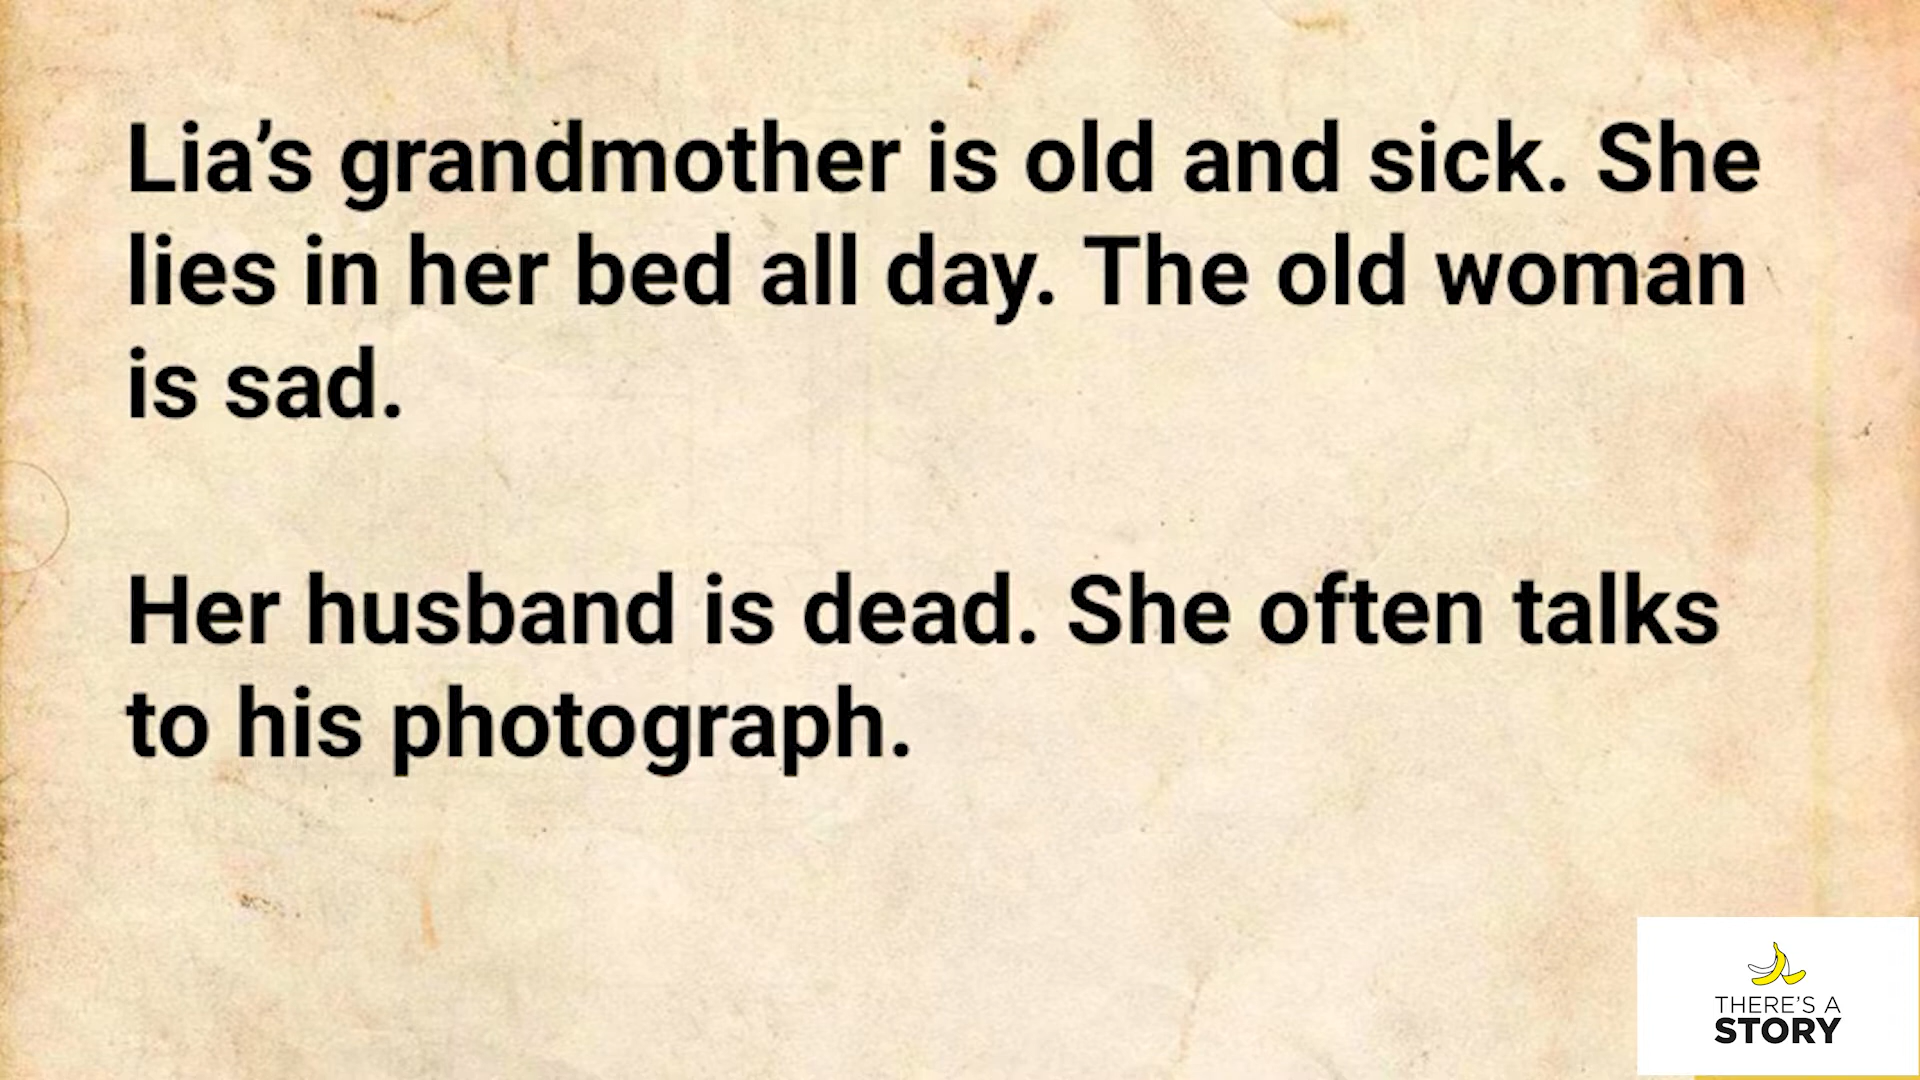 Lia’s grandmother is old and sick. She
lies in her bed all day. The old woman
is sad.
Her husband is dead. She often talks
to his photograph.
THERE'S A
STORY